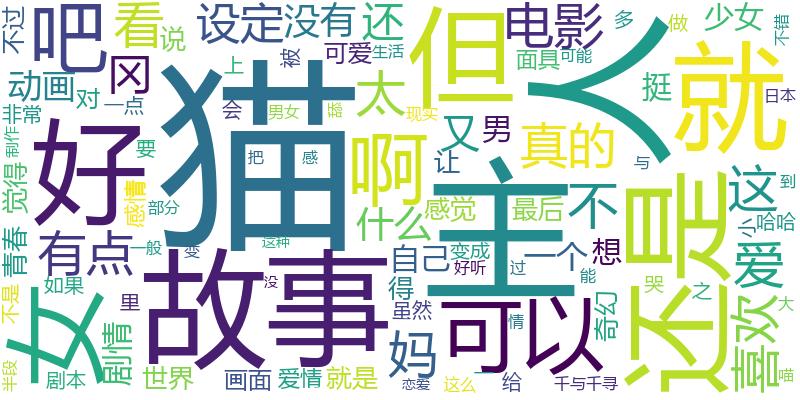 不过
吧
看
说
设定
没有
还
被
可爱
生活
电影
面具
可能
多
做
少女
不错
但
人
就
动画
对
冈
上
猫
太
会
一点
非常
男女
喵
现实
挺
日本
制作
觉得
好
要
啊
又
男
让
真的
与
把
感
主
还是
不
这
到
感情
部分
什么
感觉
最后
小
哈哈
青春
有点
一般
变
这种
自己
变成
一个
想
爱
不是
如果
里
女
故事
没
得
好听
过
能
哭
之
虽然
可以
情
奇幻
喜欢
大
剧情
妈
半段
剧本
世界
画面
爱情
就是
恋爱
这么
给
千与千寻
喵